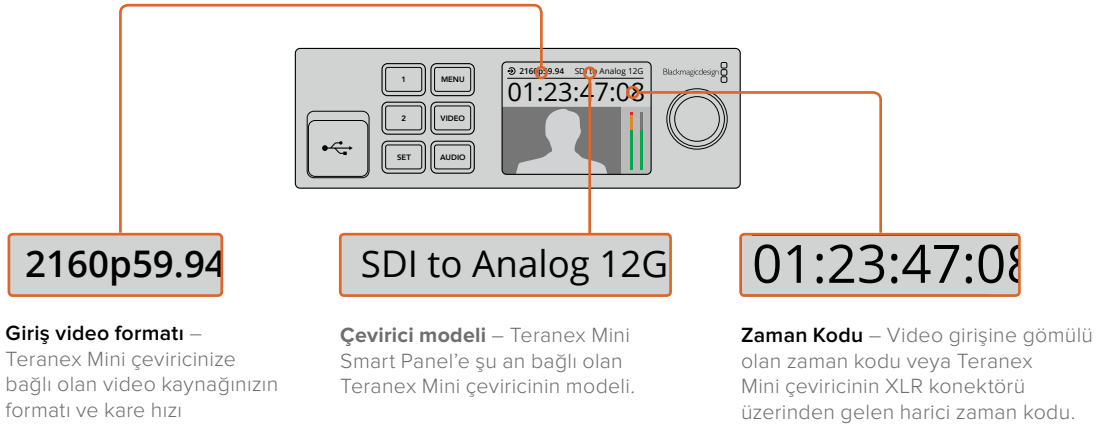 1
MENU
2
VIDEO
SET
AUDIO
2160p59.94 SDI to Analog 12G
01:23:47:08
Blackmagicdesign
2160p59.94
SDI to Analog 12G
01:23:47:08
Giriş video formatı –
Teranex Mini çeviricinize
bağlı olan video kaynağınızın
formatı ve kare hızı
Çevirici modeli – Teranex Mini
Smart Panel’e şu an bağlı olan
Teranex Mini çeviricinin modeli.
Zaman Kodu – Video girişine gömülü
olan zaman kodu veya Teranex
Mini çeviricinin XLR konektörü
üzerinden gelen harici zaman kodu.